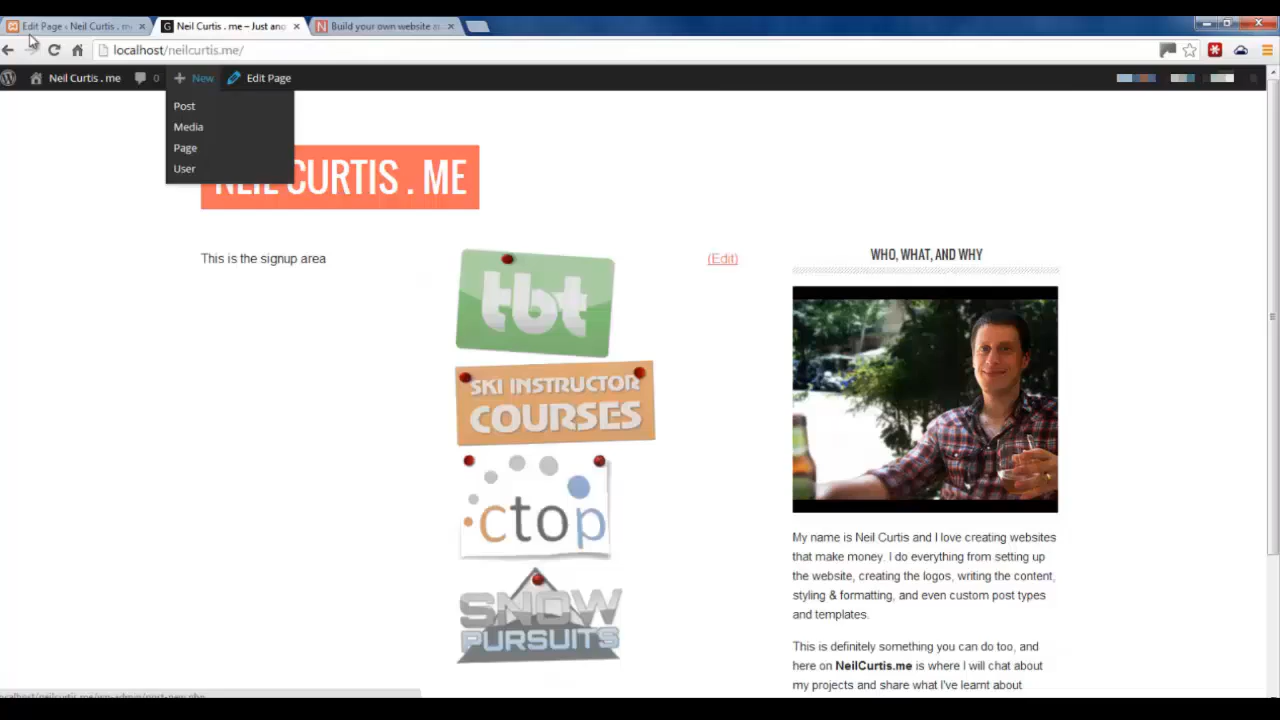 Edit Page ‹ Neil Curtis . me
Neil Curtis . me – Just ano
Build your own website a
localhost/neilcurtis.me/
Neil Curtis . me
0
New
Edit Page
Post
Media
Page
User
NEIL CURTIS . ME
This is the signup area
tbt
SKI INSTRUCTOR
COURSES
ctop
SNOW
PURSUITS
(Edit)
WHO, WHAT, AND WHY
My name is Neil Curtis and I love creating websites
that make money. I do everything from setting up
the website, creating the logos, writing the content,
styling & formatting, and even custom post types
and templates.
This is definitely something you can do too, and
here on NeilCurtis.me is where I will chat about
my projects and share what I've learnt about